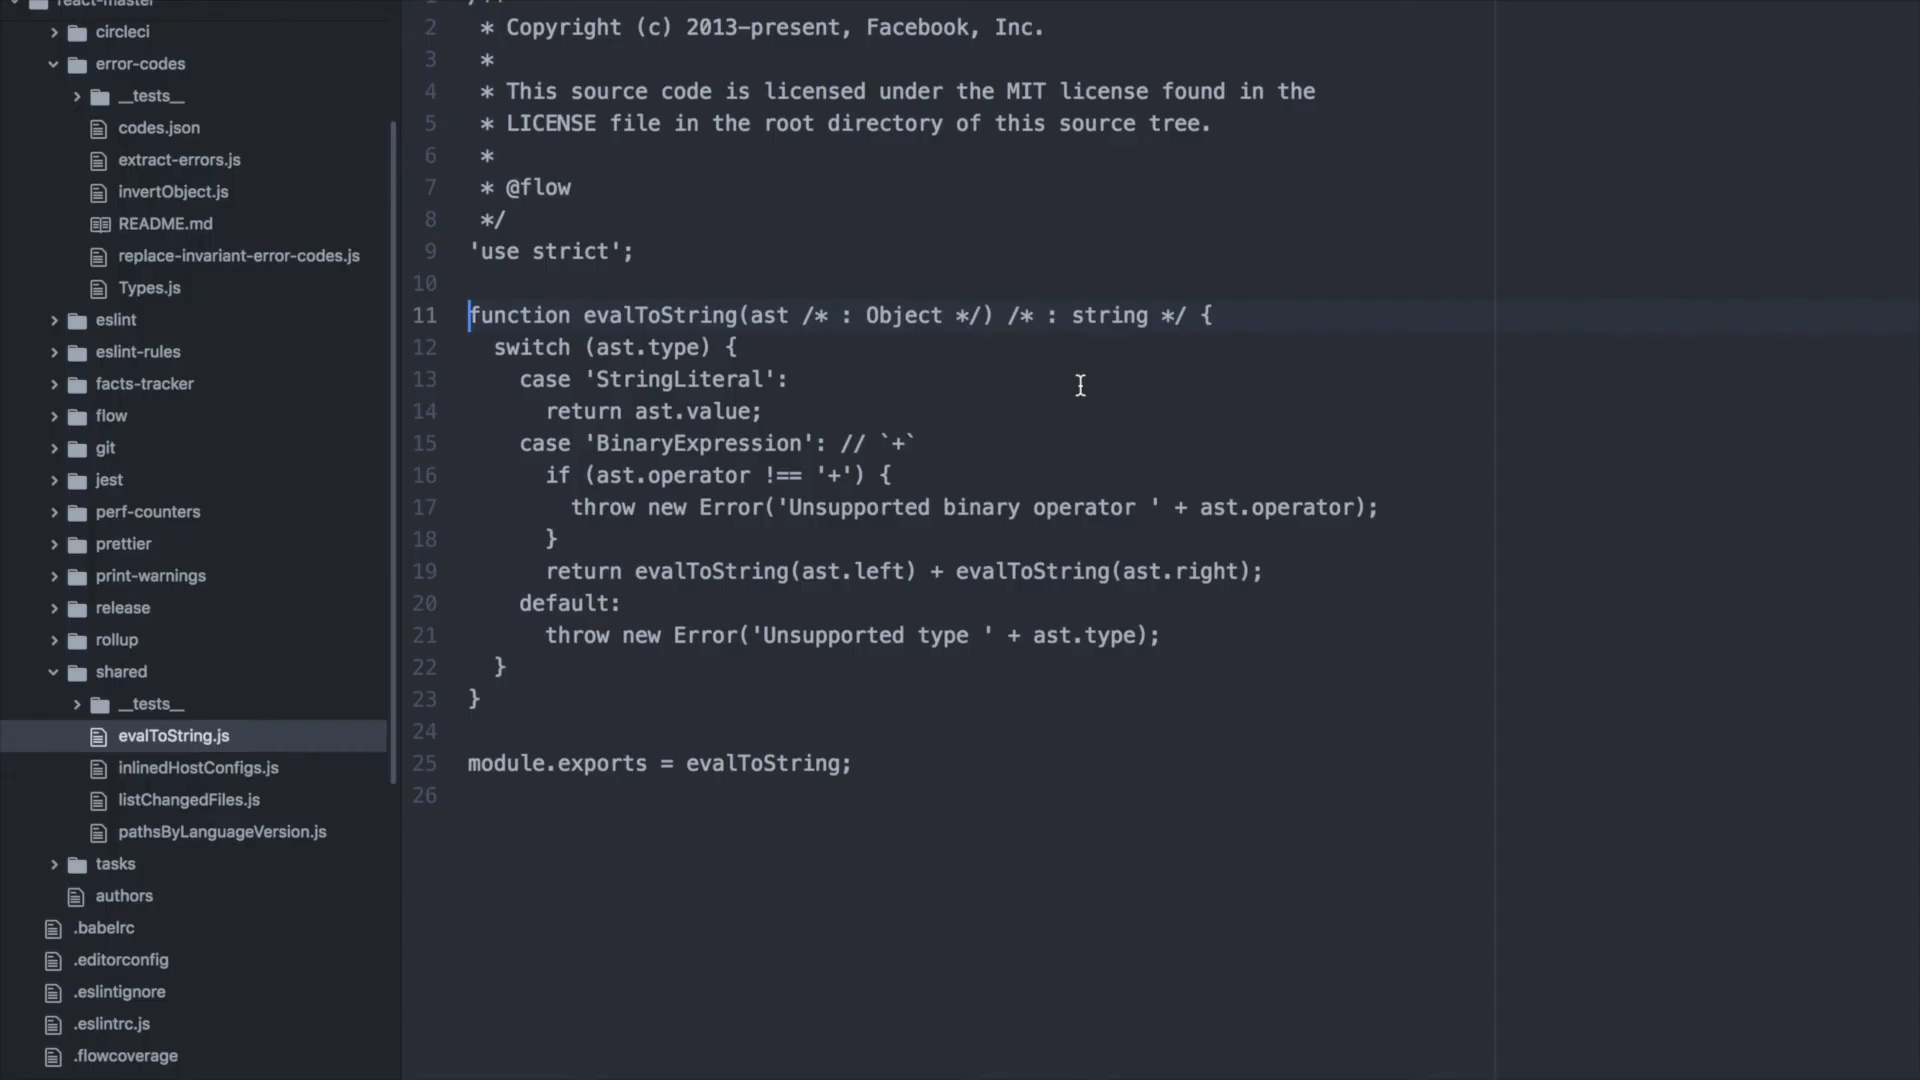 react-master
circleci
error-codes
__tests__
codes.json
extract-errors.js
invertObject.js
README.md
replace-invariant-error-codes.js
Types.js
eslint
eslint-rules
facts-tracker
flow
git
jest
perf-counters
prettier
print-warnings
release
rollup
shared
__tests__
evalToString.js
inlinedHostConfigs.js
listChangedFiles.js
pathsByLanguageVersion.js
tasks
authors
.babelrc
.editorconfig
.eslintignore
.eslintrc.js
.flowcoverage
2  * Copyright (c) 2013-present, Facebook, Inc.
3  *
4  * This source code is licensed under the MIT license found in the
5  * LICENSE file in the root directory of this source tree.
6  *
7  * @flow
8  */
9 'use strict';
10
11 function evalToString(ast /* : Object */) /* : string */ {
12   switch (ast.type) {
13     case 'StringLiteral':
14       return ast.value;
15     case 'BinaryExpression': // `+`
16       if (ast.operator !== '+') {
17         throw new Error('Unsupported binary operator ' + ast.operator);
18       }
19       return evalToString(ast.left) + evalToString(ast.right);
20     default:
21       throw new Error('Unsupported type ' + ast.type);
22   }
23 }
24
25 module.exports = evalToString;
26